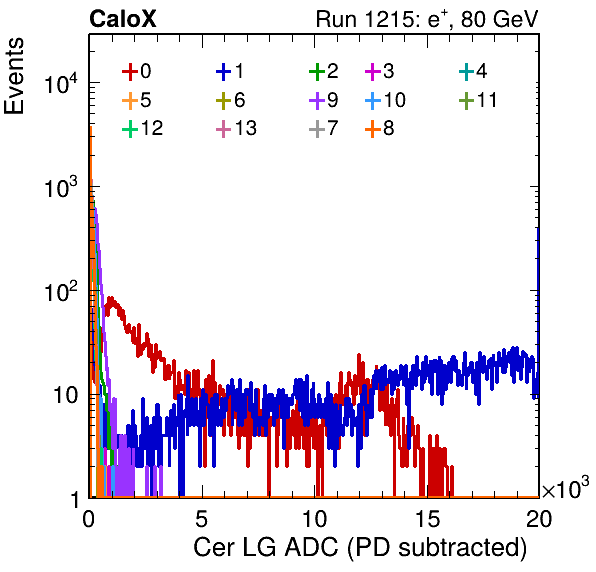 CaloX Run 1215: e⁺, 80 GeV
Events
0 1 2 3 4
5 6 9 10 11
12 13 7 8
10⁴
10³
10²
10
1
0 5 10 15 20
×10³
Cer LG ADC (PD subtracted)